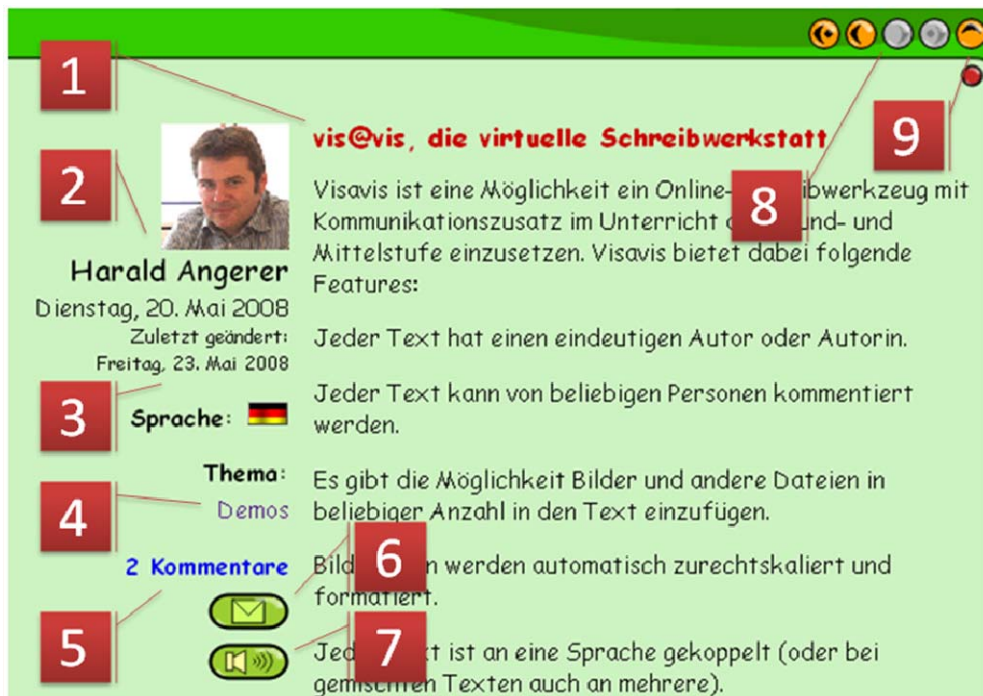 1
2
3
4
5
6
7
8
9
Harald Angerer
Dienstag, 20. Mai 2008
Zuletzt geändert:
Freitag, 23. Mai 2008
Sprache:
Thema:
Demos
2 Kommentare
vis@vis, die virtuelle Schreibwerkstatt
Visavis ist eine Möglichkeit ein Online- ibwerkzeug mit
Kommunikationszusatz im Unterricht und- und
Mittelstufe einzusetzen. Visavis bietet dabei folgende
Features:
Jeder Text hat einen eindeutigen Autor oder Autorin.
Jeder Text kann von beliebigen Personen kommentiert
werden.
Es gibt die Möglichkeit Bilder und andere Dateien in
beliebiger Anzahl in den Text einzufügen.
Bild n werden automatisch zurechtskaliert und
formatiert.
Jed xt ist an eine Sprache gekoppelt (oder bei
gemischten Texten auch an mehrere).